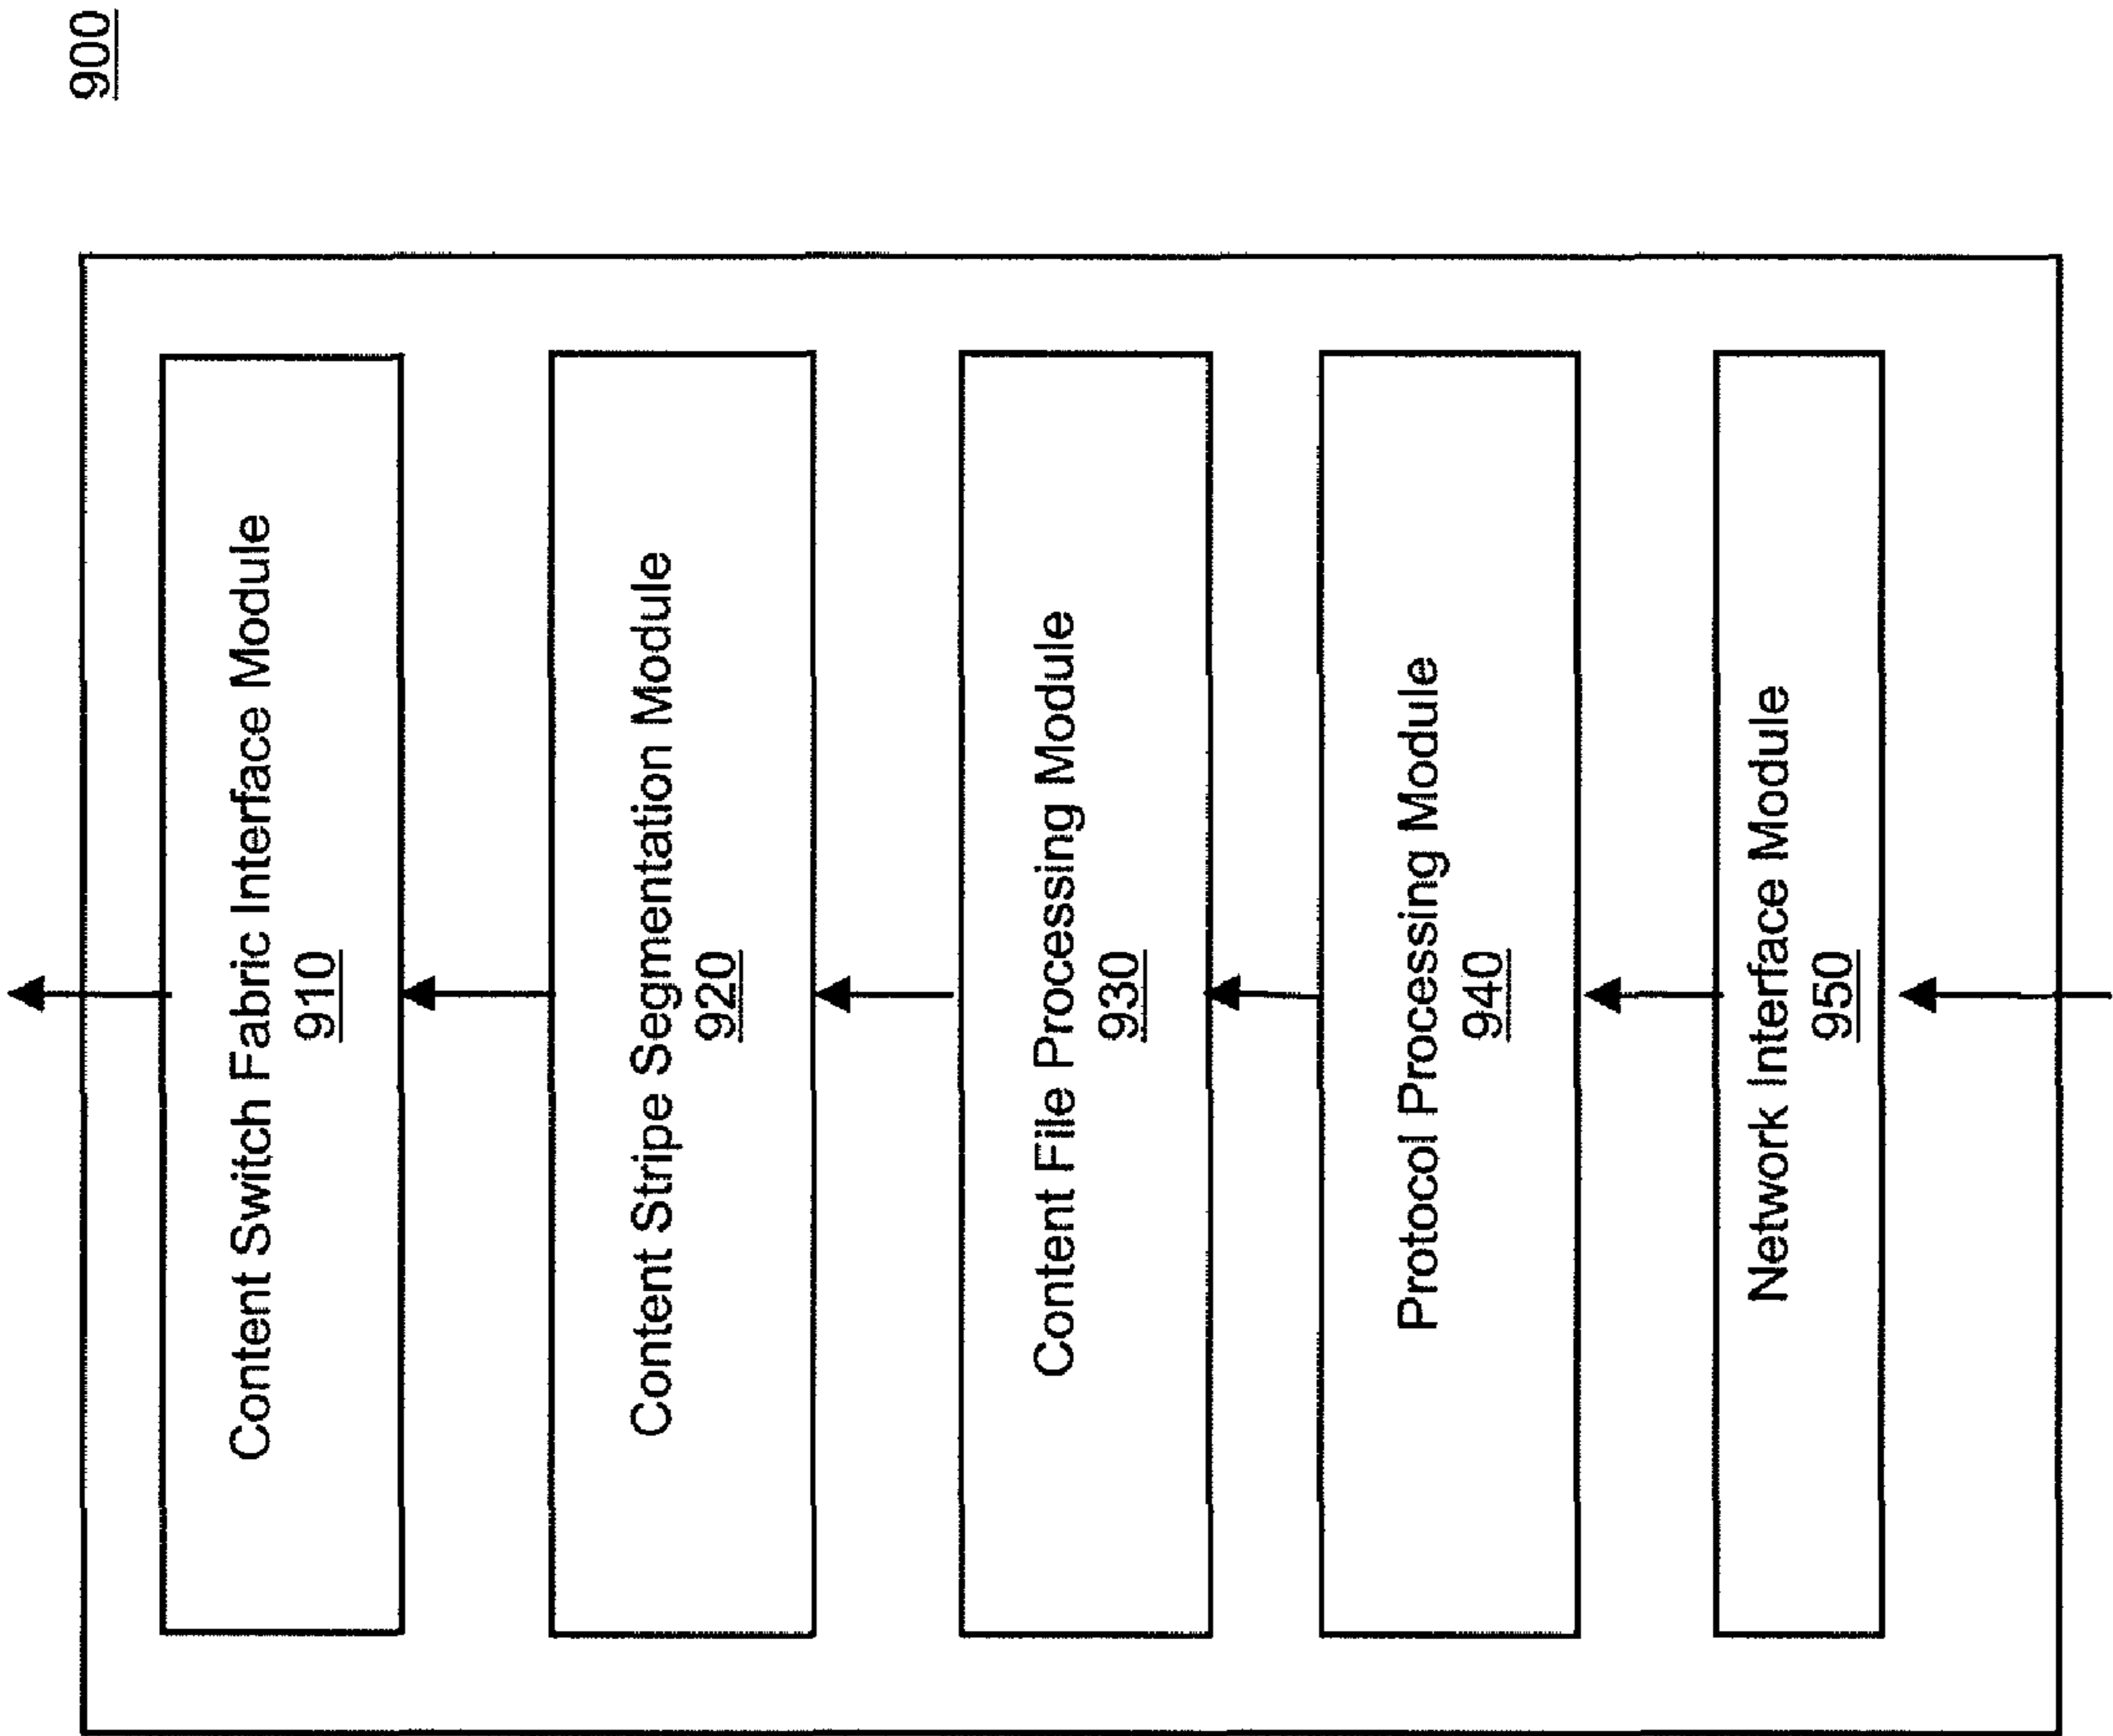 900
Content Switch Fabric Interface Module
910
Content Stripe Segmentation Module
920
Content File Processing Module
930
Protocol Processing Module
940
Network Interface Module
950